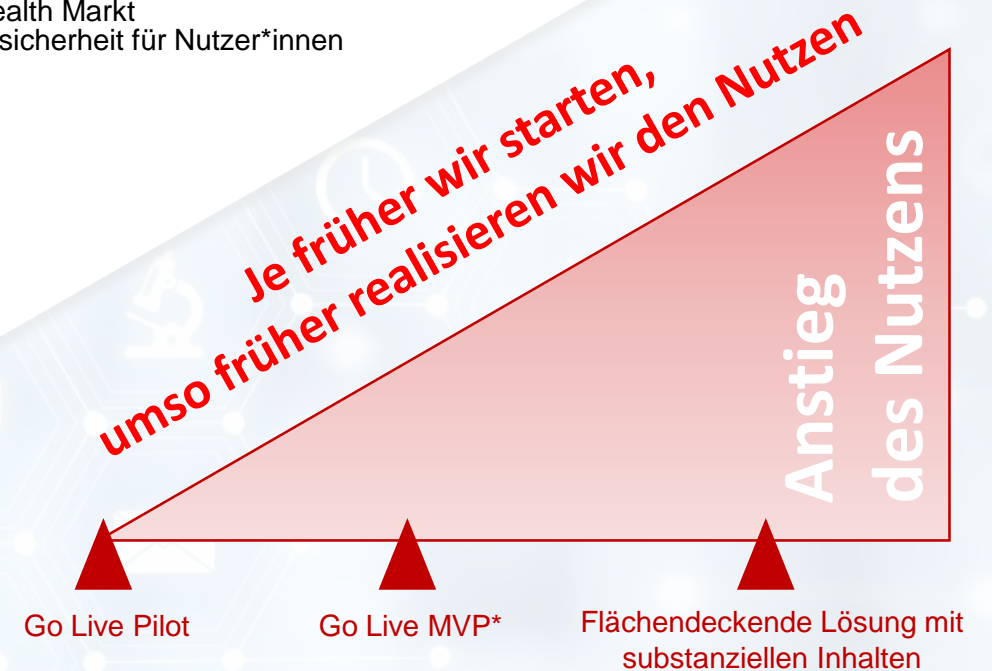 ealth Markt
sicherheit für Nutzer*innen
Je früher wir starten,
umso früher realisieren wir den Nutzen
Anstieg
des Nutzens
Go Live Pilot
Go Live MVP*
Flächendeckende Lösung mit
substanziellen Inhalten